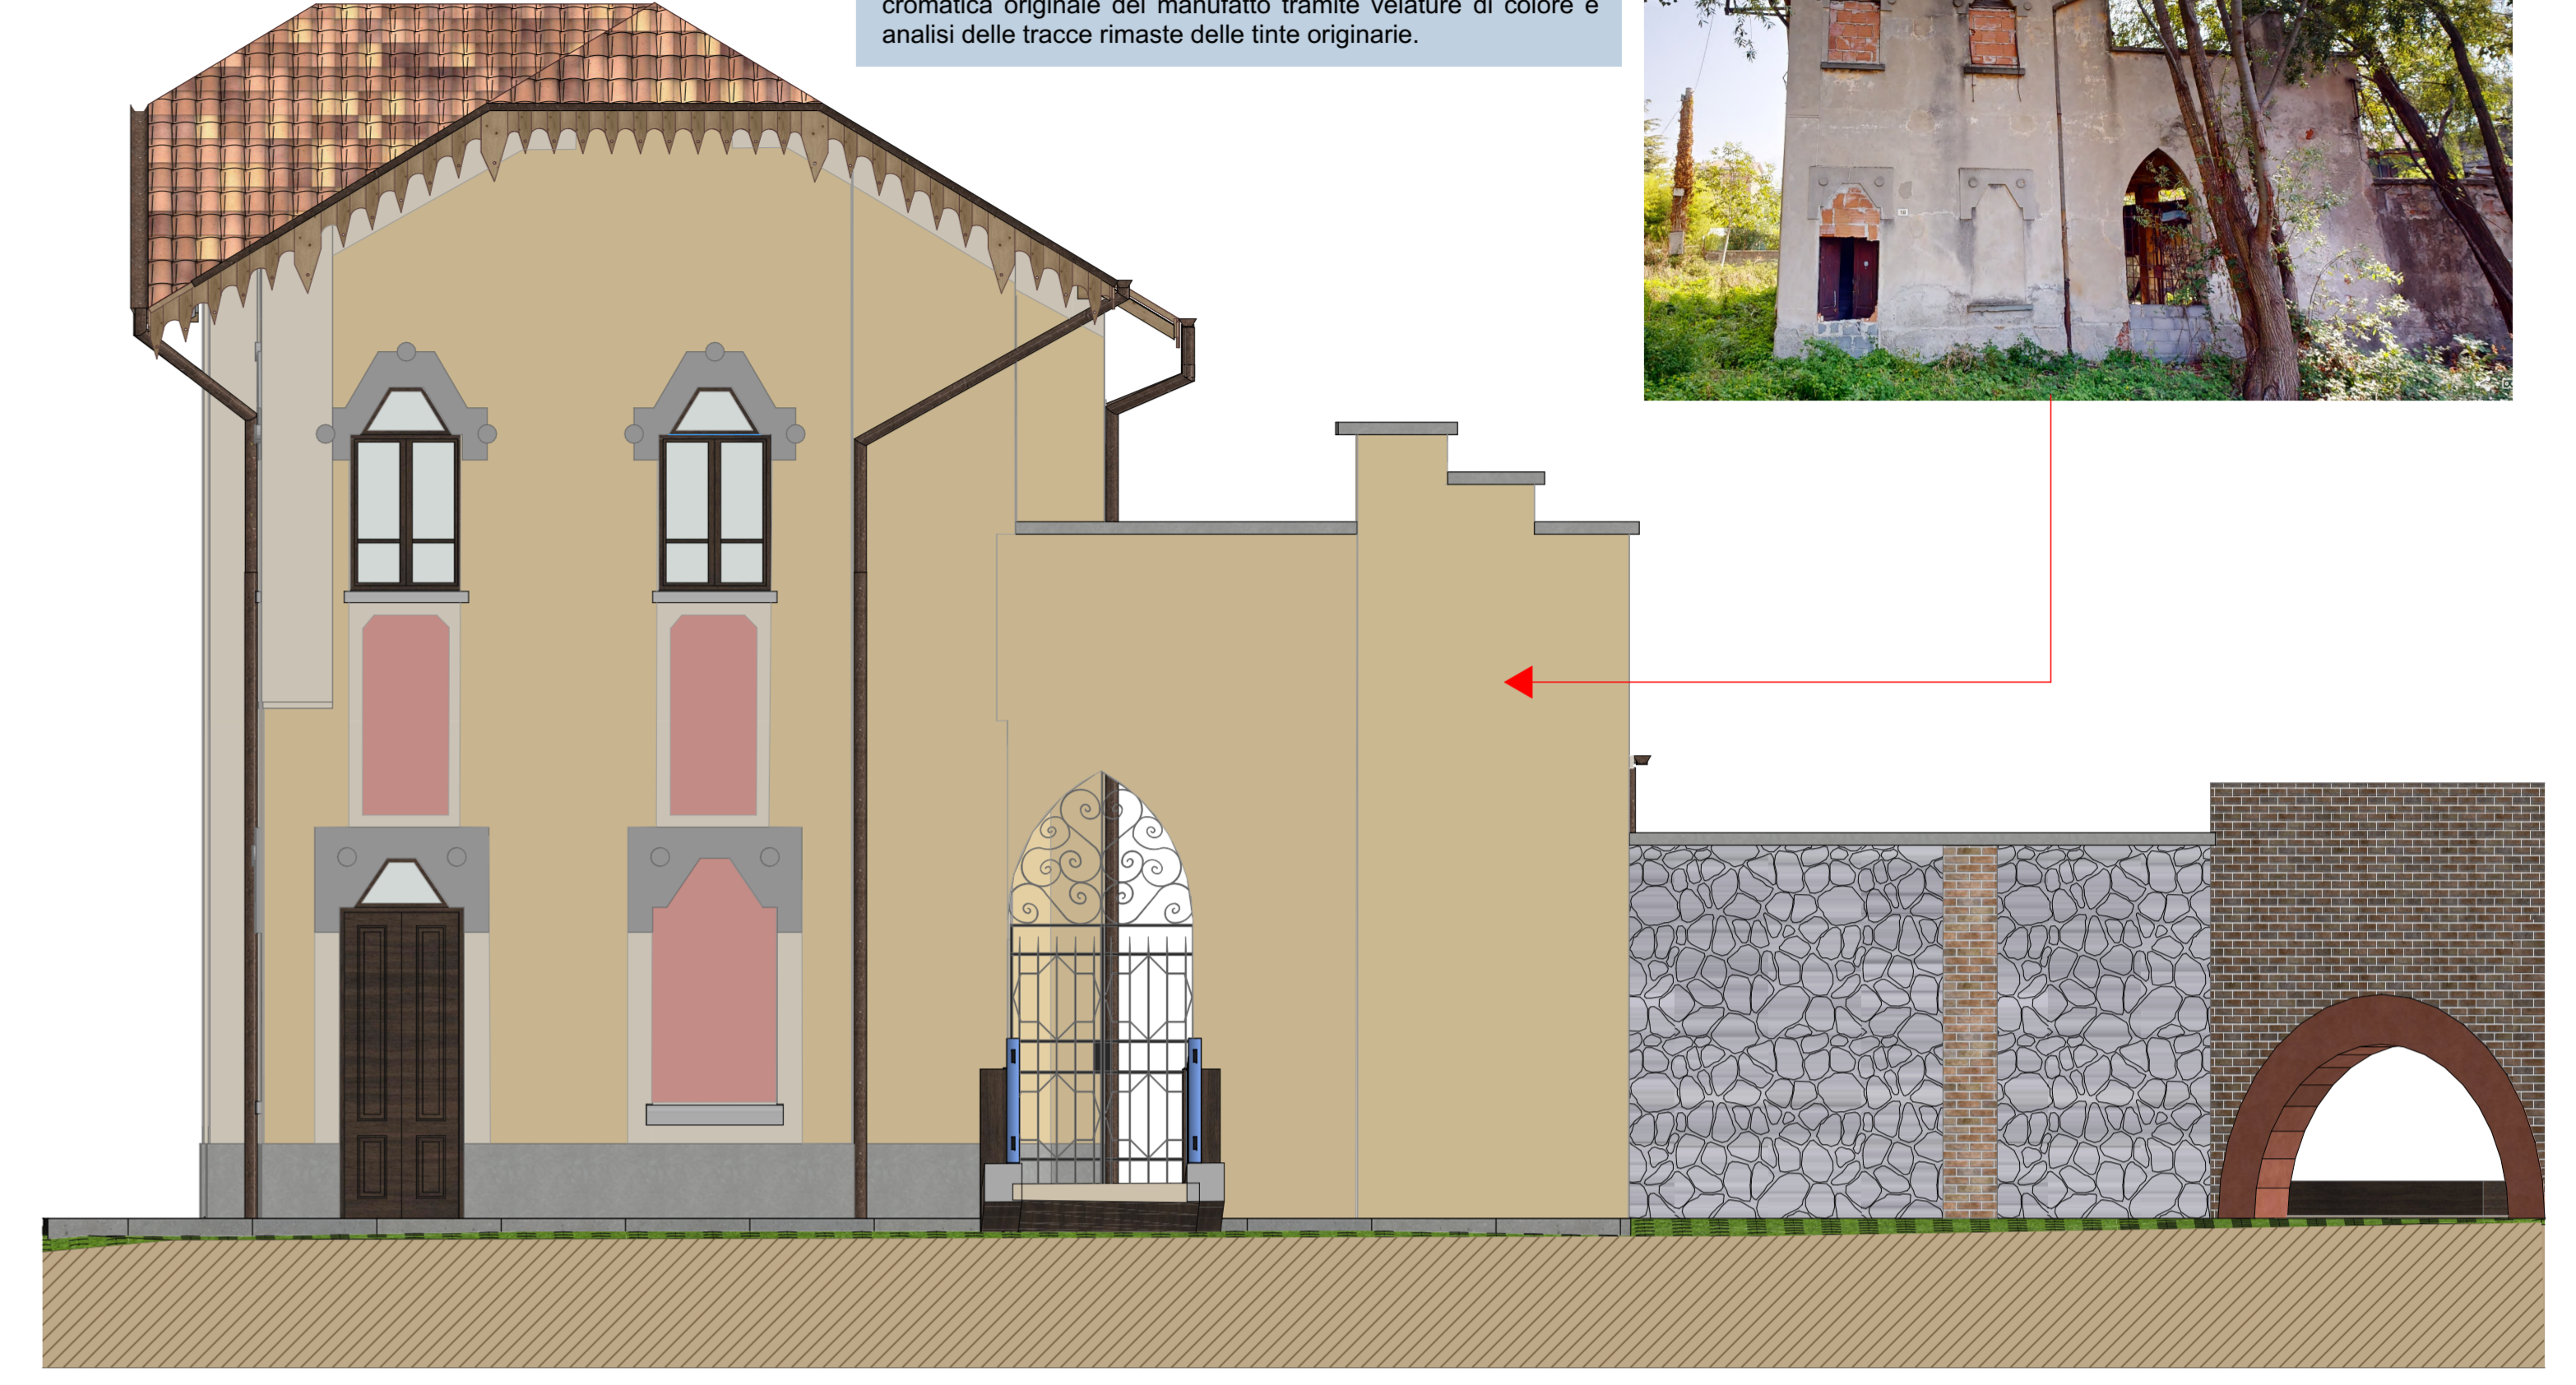 cromatica originale del manufatto tramite velature di colore e
analisi delle tracce rimaste delle tinte originarie.